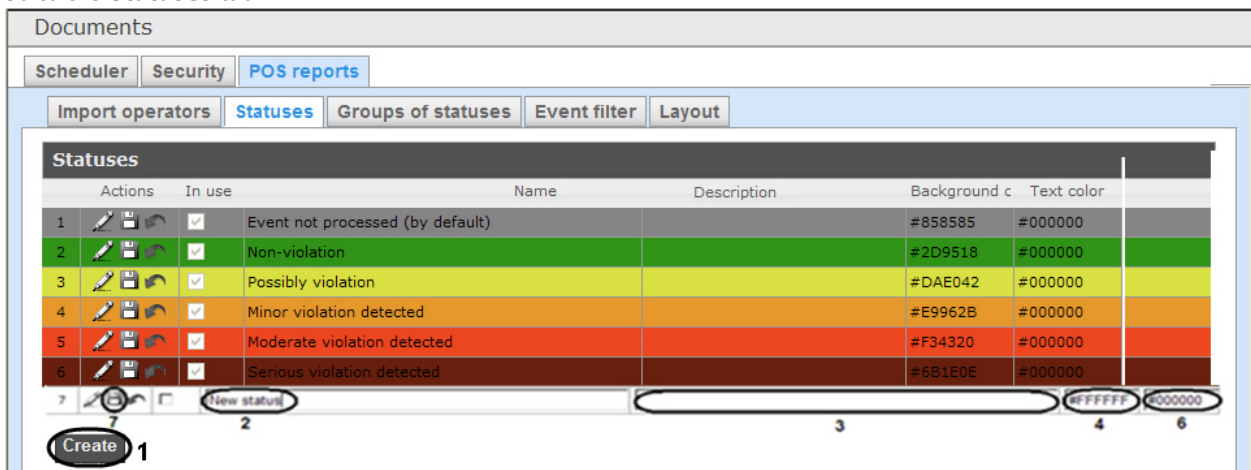 Documents
Scheduler Security POS reports
Import operators Statuses Groups of statuses Event filter Layout
Statuses
Actions In use Name Description Background c Text color
1 Event not processed (by default) #858585 #000000
2 Non-violation #2D9518 #000000
3 Possibly violation #DAE042 #000000
4 Minor violation detected #E9962B #000000
5 Moderate violation detected #F34320 #000000
6 Serious violation detected #6B1E0E #000000
7 New status #FFFFFF #000000
7 2 3 4 6
Create 1